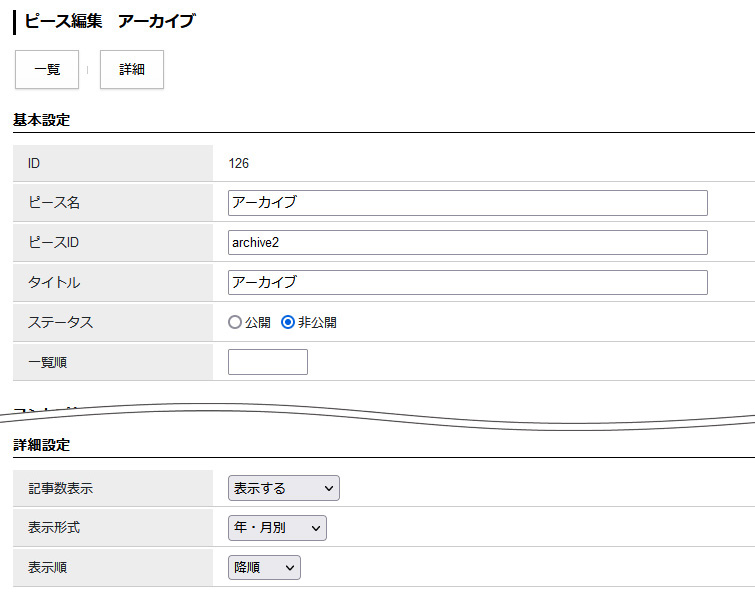 ピース編集 アーカイブ
一覧 詳細
基本設定
ID 126
ピース名 アーカイブ
ピースID archive2
タイトル アーカイブ
ステータス 公開 非公開
一覧順
詳細設定
記事数表示 表示する
表示形式 年・月別
表示順 降順